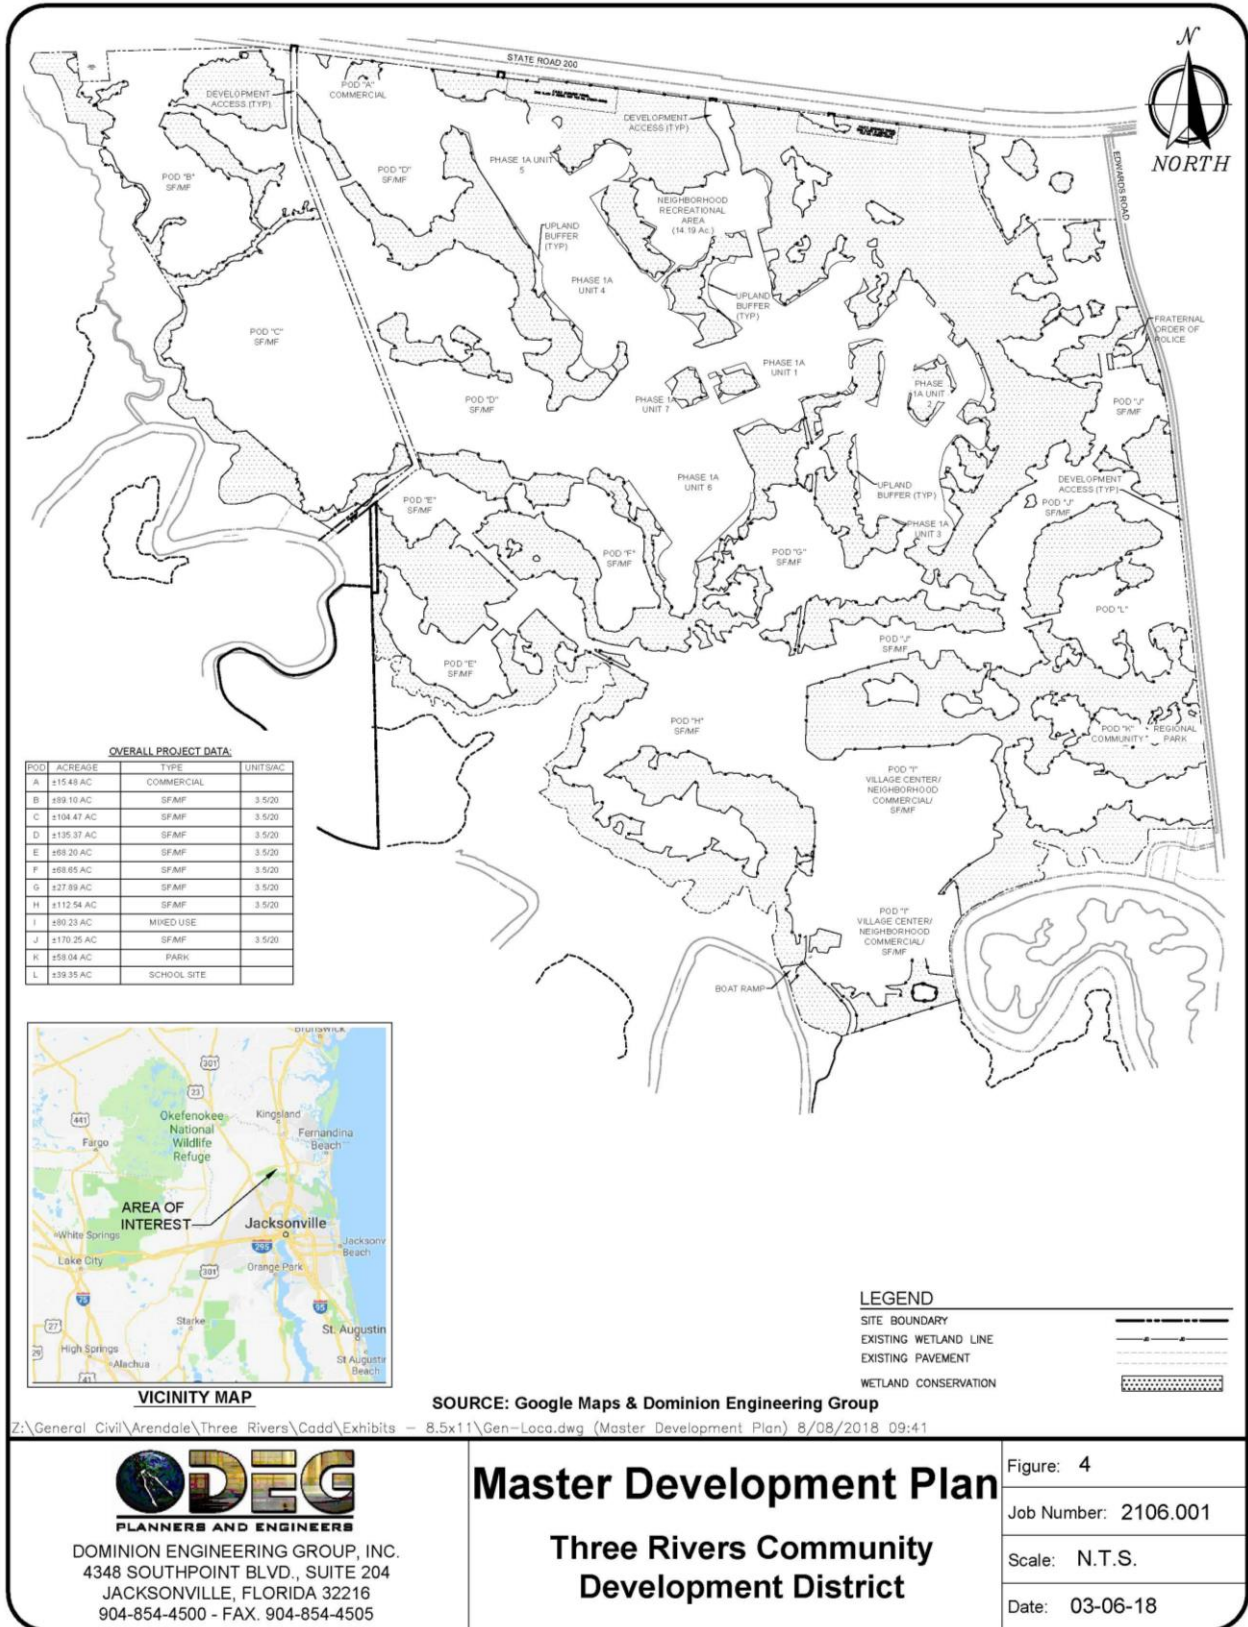 STATE ROAD 200
N
NORTH
EDWARDS ROAD
DEVELOPMENT
ACCESS (TYP)
POD "A"
COMMERCIAL
DEVELOPMENT
ACCESS (TYP)
POD "B"
SF/MF
POD "D"
SF/MF
PHASE 1A UNIT
5
NEIGHBORHOOD
RECREATIONAL
AREA
(14.19 Ac.)
UPLAND
BUFFER
(TYP)
PHASE 1A
UNIT 4
UPLAND
BUFFER
(TYP)
FRATERNAL
ORDER OF
POLICE
POD "C"
SF/MF
PHASE 1A
UNIT 1
PHASE
1A UNIT
2
POD "D"
SF/MF
PHASE 1A
UNIT 7
POD "J"
SF/MF
PHASE 1A
UNIT 6
UPLAND
BUFFER (TYP)
DEVELOPMENT
ACCESS (TYP)
POD "J"
SF/MF
POD "E"
SF/MF
PHASE 1A
UNIT 3
POD "F"
SF/MF
POD "G"
SF/MF
POD "L"
POD "J"
SF/MF
POD "E"
SF/MF
POD "H"
SF/MF
POD "K"
COMMUNITY
REGIONAL
PARK
POD "I"
VILLAGE CENTER/
NEIGHBORHOOD
COMMERCIAL/
SF/MF
POD "I"
VILLAGE CENTER/
NEIGHBORHOOD
COMMERCIAL/
SF/MF
BOAT RAMP
OVERALL PROJECT DATA:
POD ACREAGE TYPE UNITS/AC
A ±15.48 AC COMMERCIAL
B ±89.10 AC SF/MF 3.5/20
C ±104.47 AC SF/MF 3.5/20
D ±135.37 AC SF/MF 3.5/20
E ±68.20 AC SF/MF 3.5/20
F ±68.65 AC SF/MF 3.5/20
G ±27.89 AC SF/MF 3.5/20
H ±112.54 AC SF/MF 3.5/20
I ±80.23 AC MIXED USE
J ±170.25 AC SF/MF 3.5/20
K ±58.04 AC PARK
L ±39.35 AC SCHOOL SITE
Brunswick
301
23
441
Okefenokee
National
Wildlife
Refuge
Kingsland
Fargo
Fernandina
Beach
AREA OF
INTEREST
Jacksonville
White Springs
295
Jacksonv
Beach
Lake City
301
Orange Park
75
95
27
Starke
St. Augustin
High Springs
Alachua
St Augustin
Beach
41
VICINITY MAP
LEGEND
SITE BOUNDARY
EXISTING WETLAND LINE
EXISTING PAVEMENT
WETLAND CONSERVATION
SOURCE: Google Maps & Dominion Engineering Group
Z:\General Civil\Arendale\Three Rivers\Cadd\Exhibits - 8.5x11\Gen-Loca.dwg (Master Development Plan) 8/08/2018 09:41
DEG
PLANNERS AND ENGINEERS
DOMINION ENGINEERING GROUP, INC.
4348 SOUTHPOINT BLVD., SUITE 204
JACKSONVILLE, FLORIDA 32216
904-854-4500 - FAX. 904-854-4505
Master Development Plan
Three Rivers Community
Development District
Figure: 4
Job Number: 2106.001
Scale: N.T.S.
Date: 03-06-18